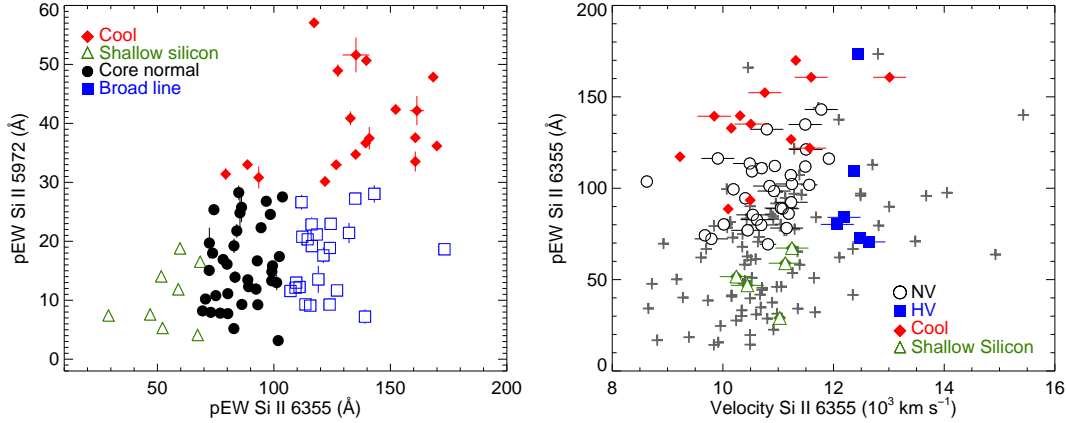 Cool
Shallow silicon
Core normal
Broad line
60
50
40
30
20
10
0
50
100
150
200
pEW Si II 5972 (Å)
pEW Si II 6355 (Å)
200
150
100
50
0
8
10
12
14
16
pEW Si II 6355 (Å)
Velocity Si II 6355 (10³ km s⁻¹)
NV
HV
Cool
Shallow Silicon